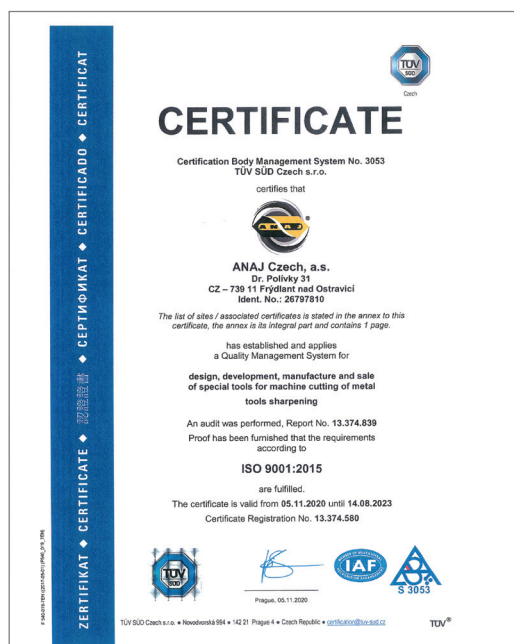 TÜV
SÜD
Czech
CERTIFICATE
Certification Body Management System No. 3053
TÜV SÜD Czech s.r.o.
certifies that
ANAJ
®
ANAJ Czech, a.s.
Dr. Polívky 31
CZ – 739 11 Frýdlant nad Ostravicí
Ident. No.: 26797810
The list of sites / associated certificates is stated in the annex to this
certificate, the annex is its integral part and contains 1 page.
has established and applies
a Quality Management System for
design, development, manufacture and sale
of special tools for machine cutting of metal
tools sharpening
An audit was performed, Report No. 13.374.839
Proof has been furnished that the requirements
according to
ISO 9001:2015
are fulfilled.
The certificate is valid from 05.11.2020 until 14.08.2023
Certificate Registration No. 13.374.580
TÜV
SÜD
IAF
S 3053
Prague, 05.11.2020
TÜV SÜD Czech s.r.o. ● Novodvorská 994 ● 142 21 Prague 4 ● Czech Republic ● certification@tuv-sud.cz
TÜV®
ZERTIFIKAT ◆ CERTIFICATE ◆ 認證證書 ◆ СЕРТИФИКАТ ◆ CERTIFICADO ◆ CERTIFICAT